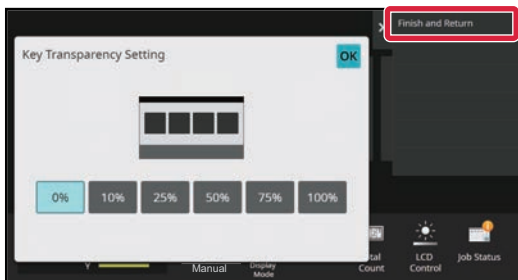 Finish and Return
Key Transparency Setting
OK
0%
10%
25%
50%
75%
100%
Y
Manual
Display
Mode
Count
LCD
Control
Job Status